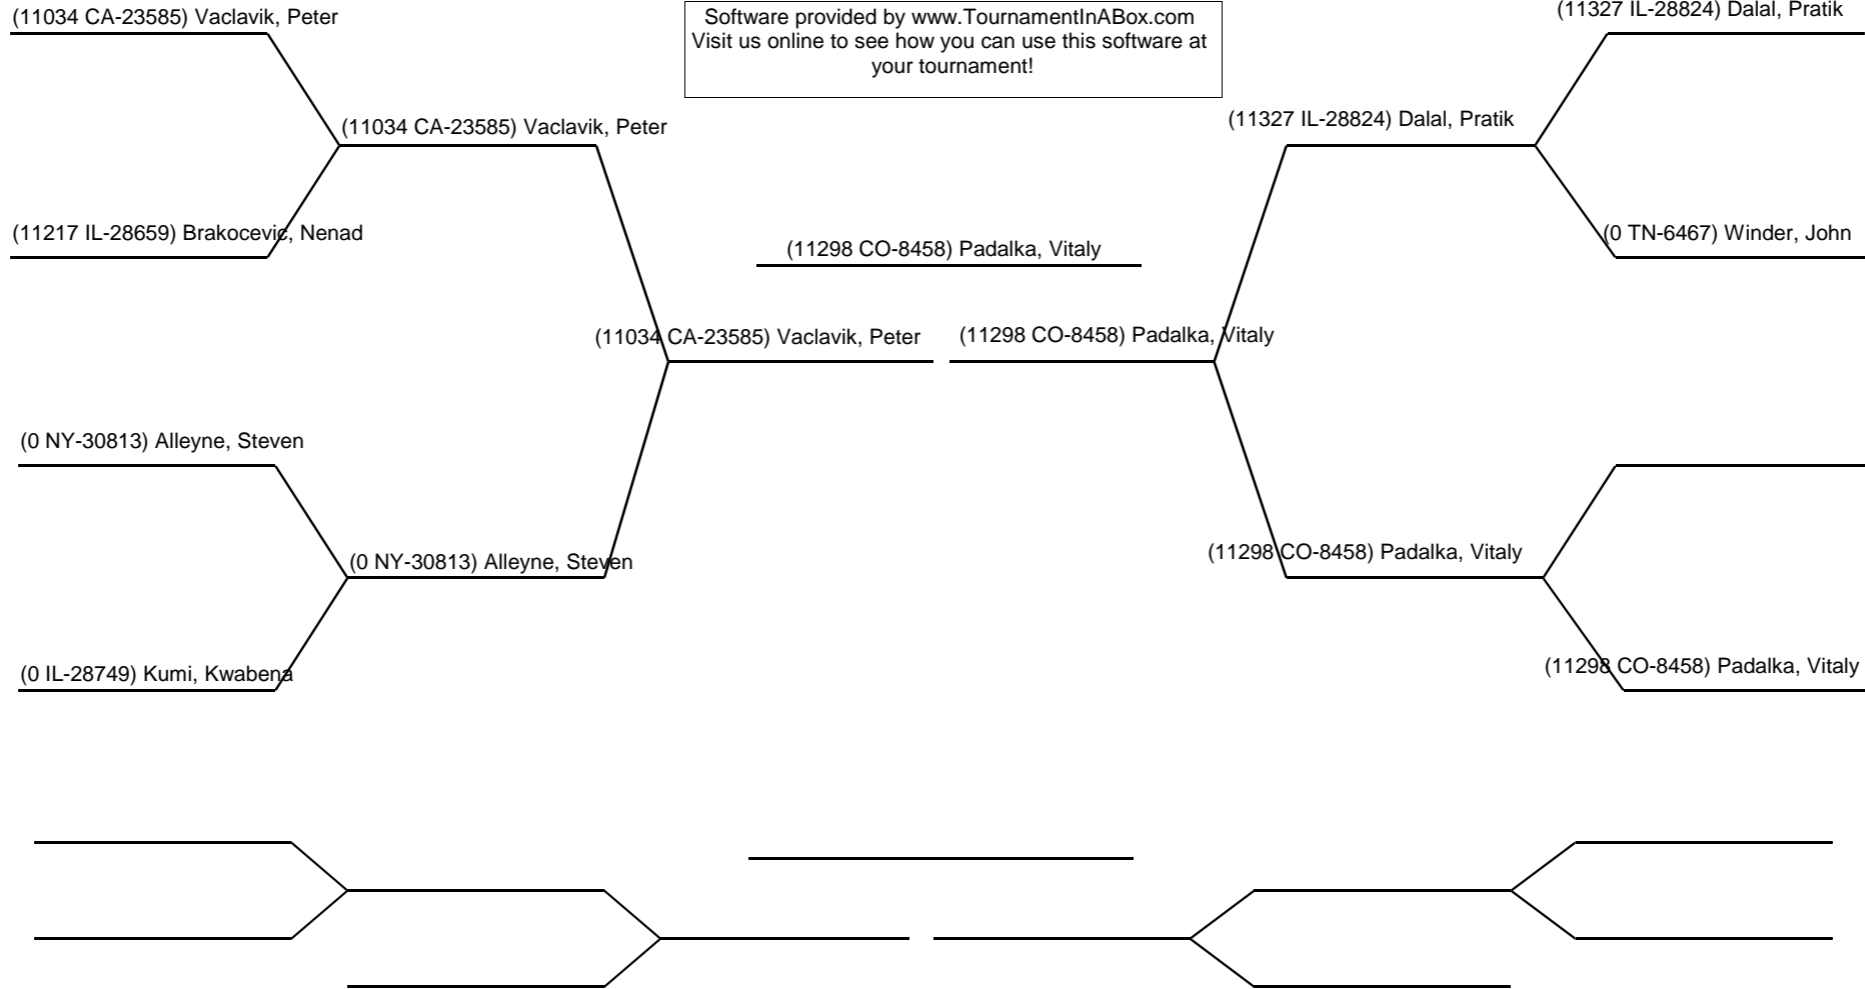 (11034 CA-23585) Vaclavik, Peter
Software provided by www.TournamentInABox.com
Visit us online to see how you can use this software at
your tournament!
(11327 IL-28824) Dalal, Pratik
(11034 CA-23585) Vaclavik, Peter
(11327 IL-28824) Dalal, Pratik
(11217 IL-28659) Brakocevic, Nenad
(11298 CO-8458) Padalka, Vitaly
(0 TN-6467) Winder, John
(11034 CA-23585) Vaclavik, Peter
(11298 CO-8458) Padalka, Vitaly
(0 NY-30813) Alleyne, Steven
(0 NY-30813) Alleyne, Steven
(11298 CO-8458) Padalka, Vitaly
(0 IL-28749) Kumi, Kwabena
(11298 CO-8458) Padalka, Vitaly